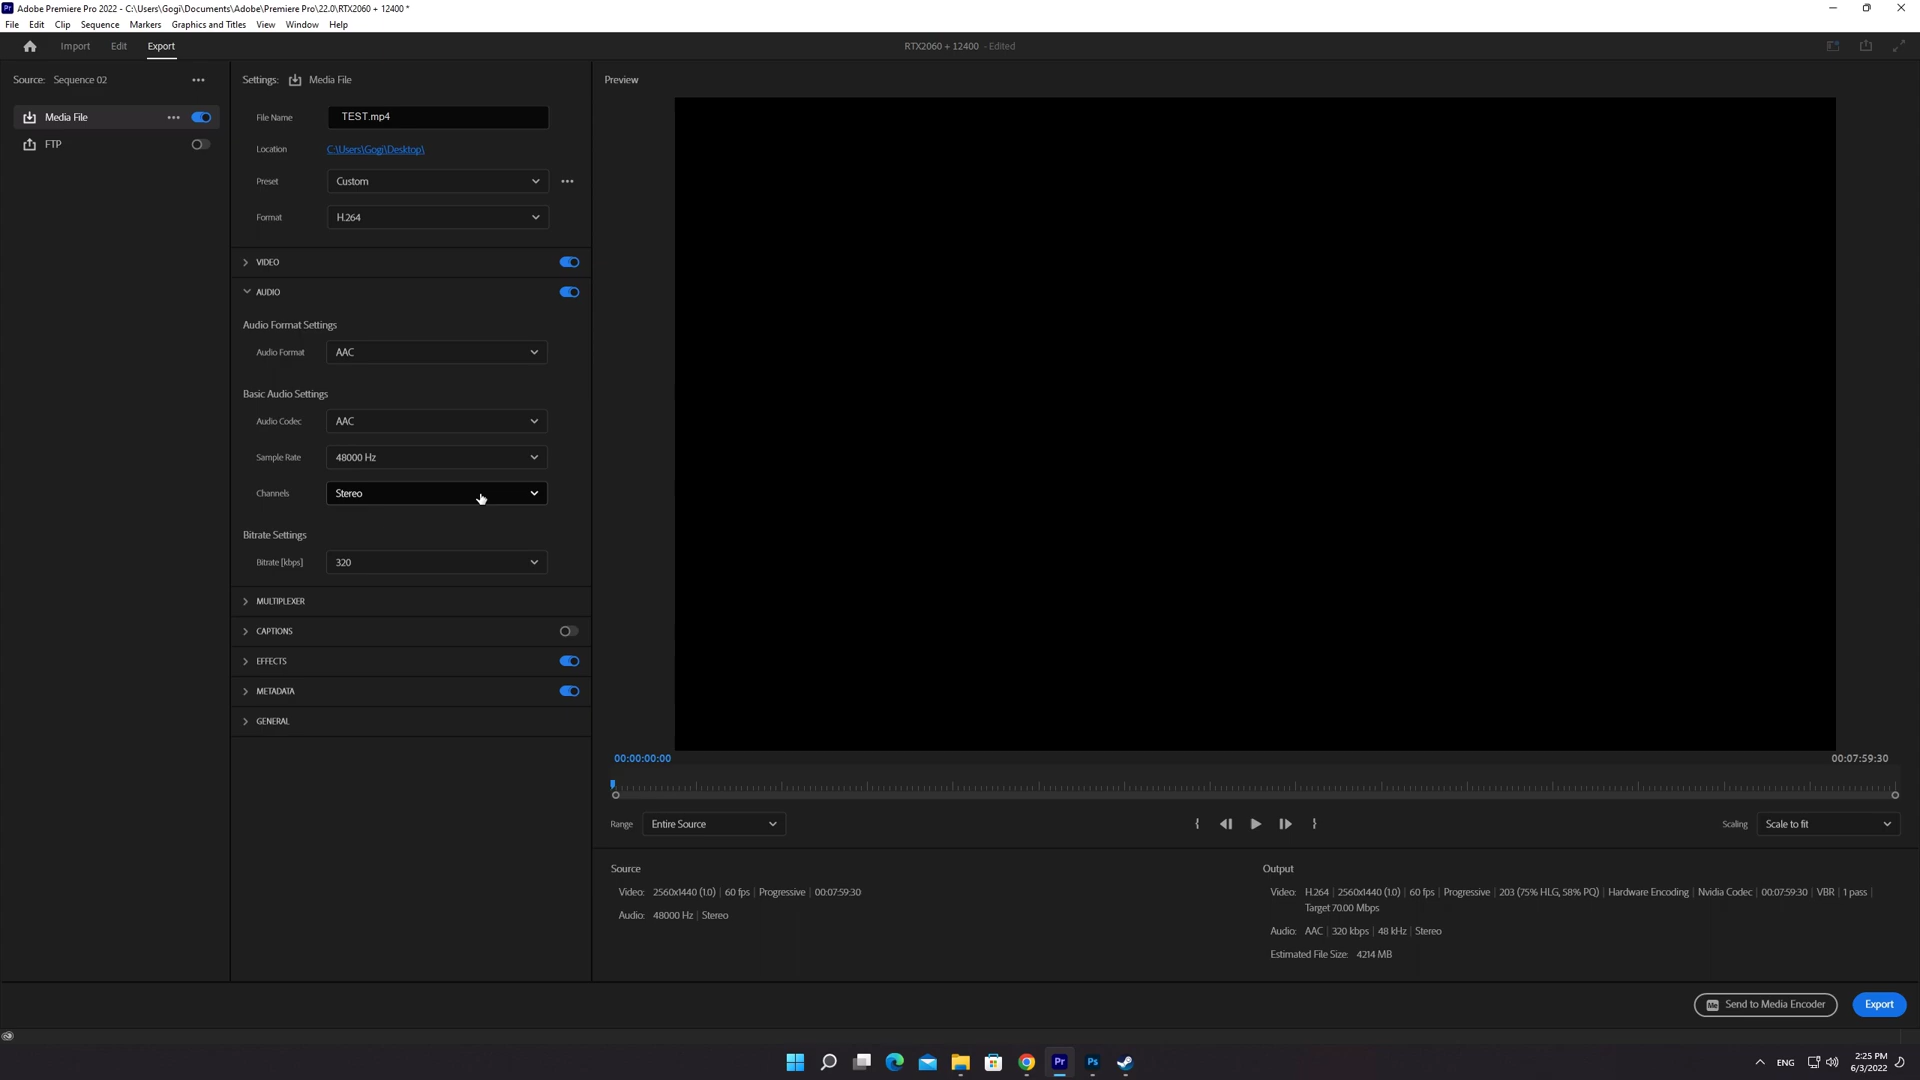 Pr Adobe Premiere Pro 2022 - C:\Users\Gogi\Documents\Adobe\Premiere Pro\22.0\RTX2060 + 12400 *
File Edit Clip Sequence Markers Graphics and Titles View Window Help
Import Edit Export
RTX2060 + 12400 - Edited
Source: Sequence 02
Settings: Media File
Preview
Media File
FTP
File Name TEST.mp4
Location C:\Users\Gogi\Desktop\
Preset Custom
Format H.264
VIDEO
AUDIO
Audio Format Settings
Audio Format AAC
Basic Audio Settings
Audio Codec AAC
Sample Rate 48000 Hz
Channels Stereo
Bitrate Settings
Bitrate [kbps] 320
MULTIPLEXER
CAPTIONS
EFFECTS
METADATA
GENERAL
00:00:00:00 00:07:59:30
Range Entire Source
Scaling Scale to fit
Source
Video: 2560x1440 (1.0) | 60 fps | Progressive | 00:07:59:30
Audio: 48000 Hz | Stereo
Output
Video: H.264 | 2560x1440 (1.0) | 60 fps | Progressive | 203 (75% HLG, 58% PQ) | Hardware Encoding | Nvidia Codec | 00:07:59:30 | VBR | 1 pass |
Target 70.00 Mbps
Audio: AAC | 320 kbps | 48 kHz | Stereo
Estimated File Size: 4214 MB
Me Send to Media Encoder
Export
Pr Ps
ENG
2:25 PM
6/3/2022